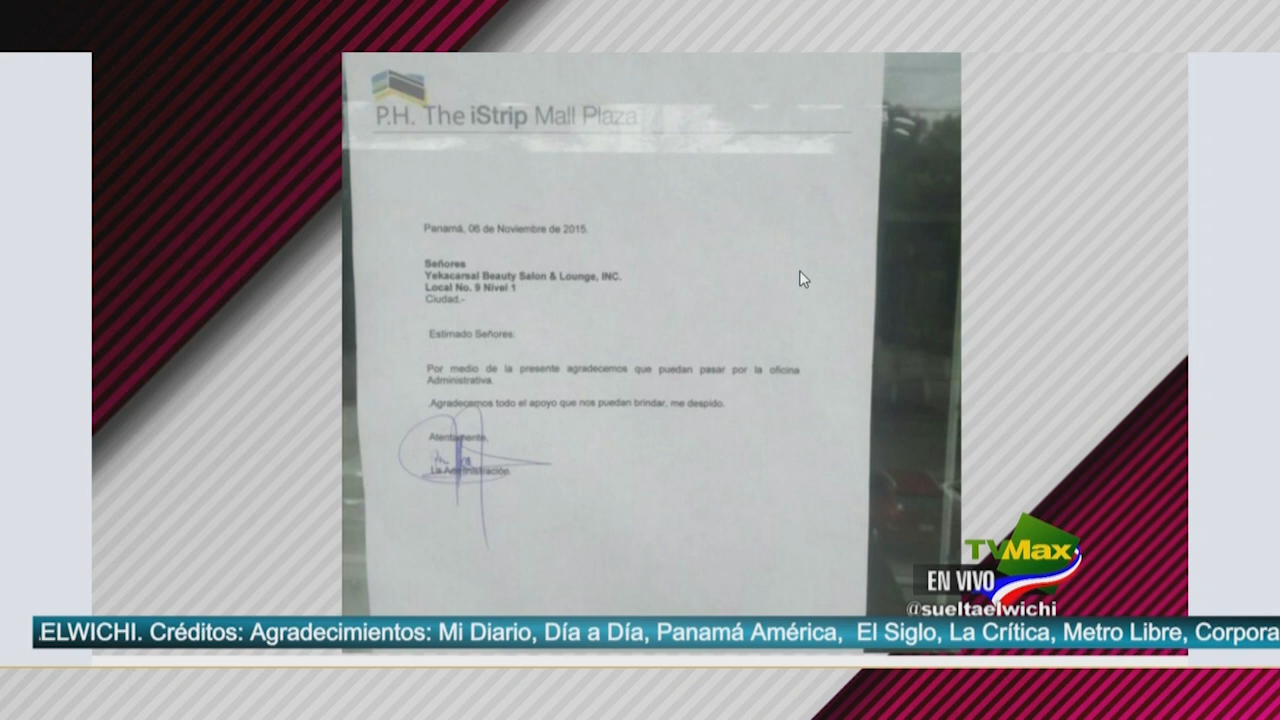 P.H. The iStrip Mall Plaza
Panamá, 06 de Noviembre de 2015.
Señores
Yekacarsal Beauty Salon & Lounge, INC.
Local No. 9 Nivel 1
Ciudad.-
Estimado Señores:
Por medio de la presente agradecemos que puedan pasar por la oficina
Administrativa.
Agradecemos todo el apoyo que nos puedan brindar, me despido.
Atentamente,
La Administración.
TVMax
EN VIVO
@sueltaelwichi
.ELWICHI. Créditos: Agradecimientos: Mi Diario, Día a Día, Panamá América, El Siglo, La Crítica, Metro Libre, Corpora